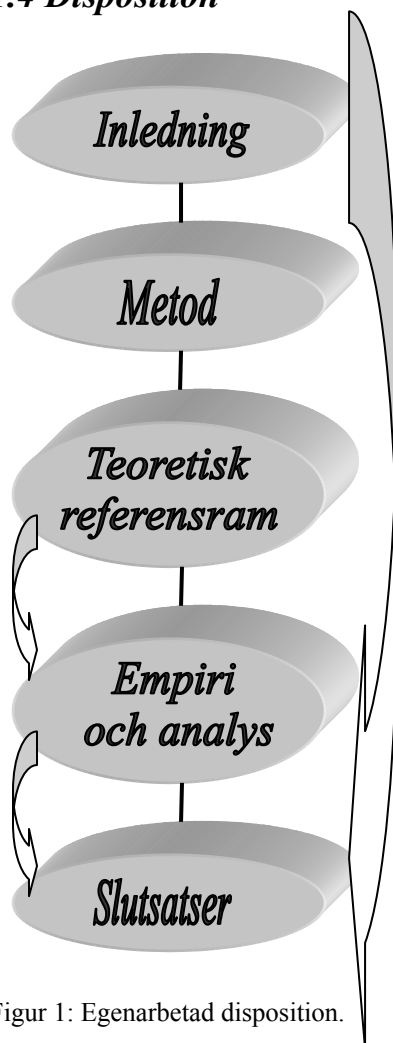 .4 Disposition
Inledning
Metod
Teoretisk
referensram
Empiri
och analys
Slutsatser
igur 1: Egenarbetad disposition.